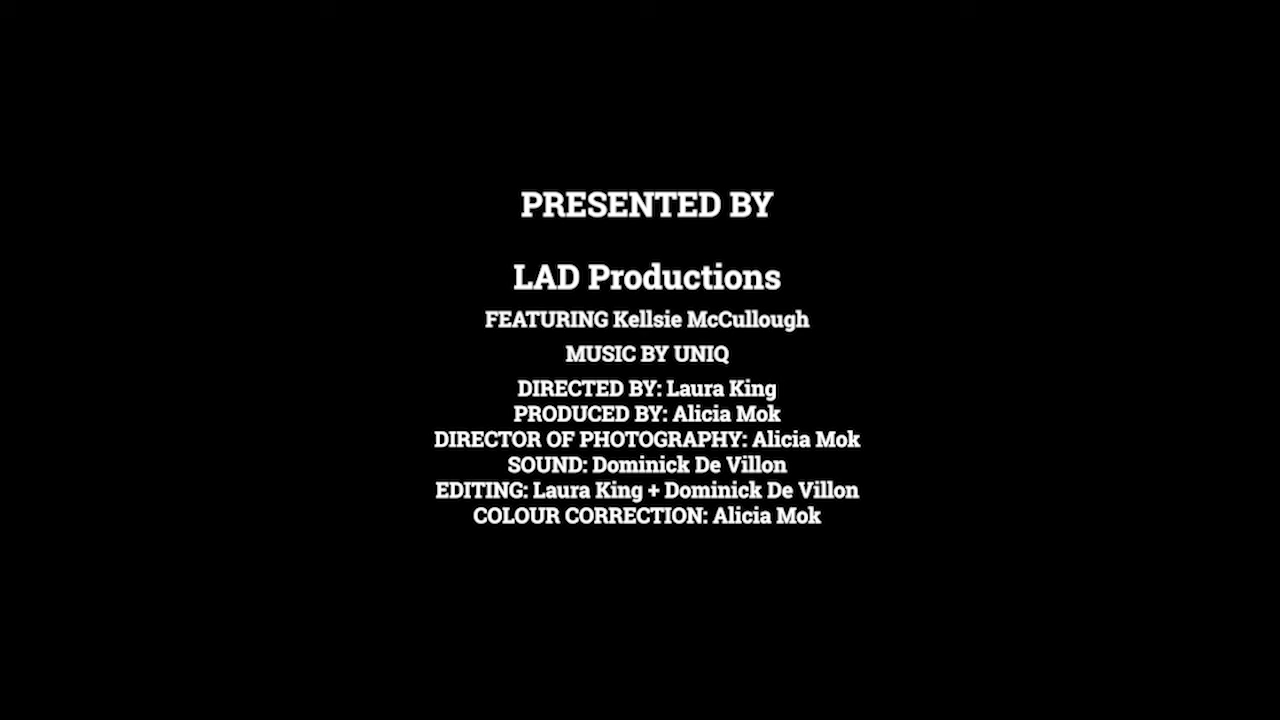 PRESENTED BY
LAD Productions
FEATURING Kellsie McCullough
MUSIC BY UNIQ
DIRECTED BY: Laura King
PRODUCED BY: Alicia Mok
DIRECTOR OF PHOTOGRAPHY: Alicia Mok
SOUND: Dominick De Villon
EDITING: Laura King + Dominick De Villon
COLOUR CORRECTION: Alicia Mok